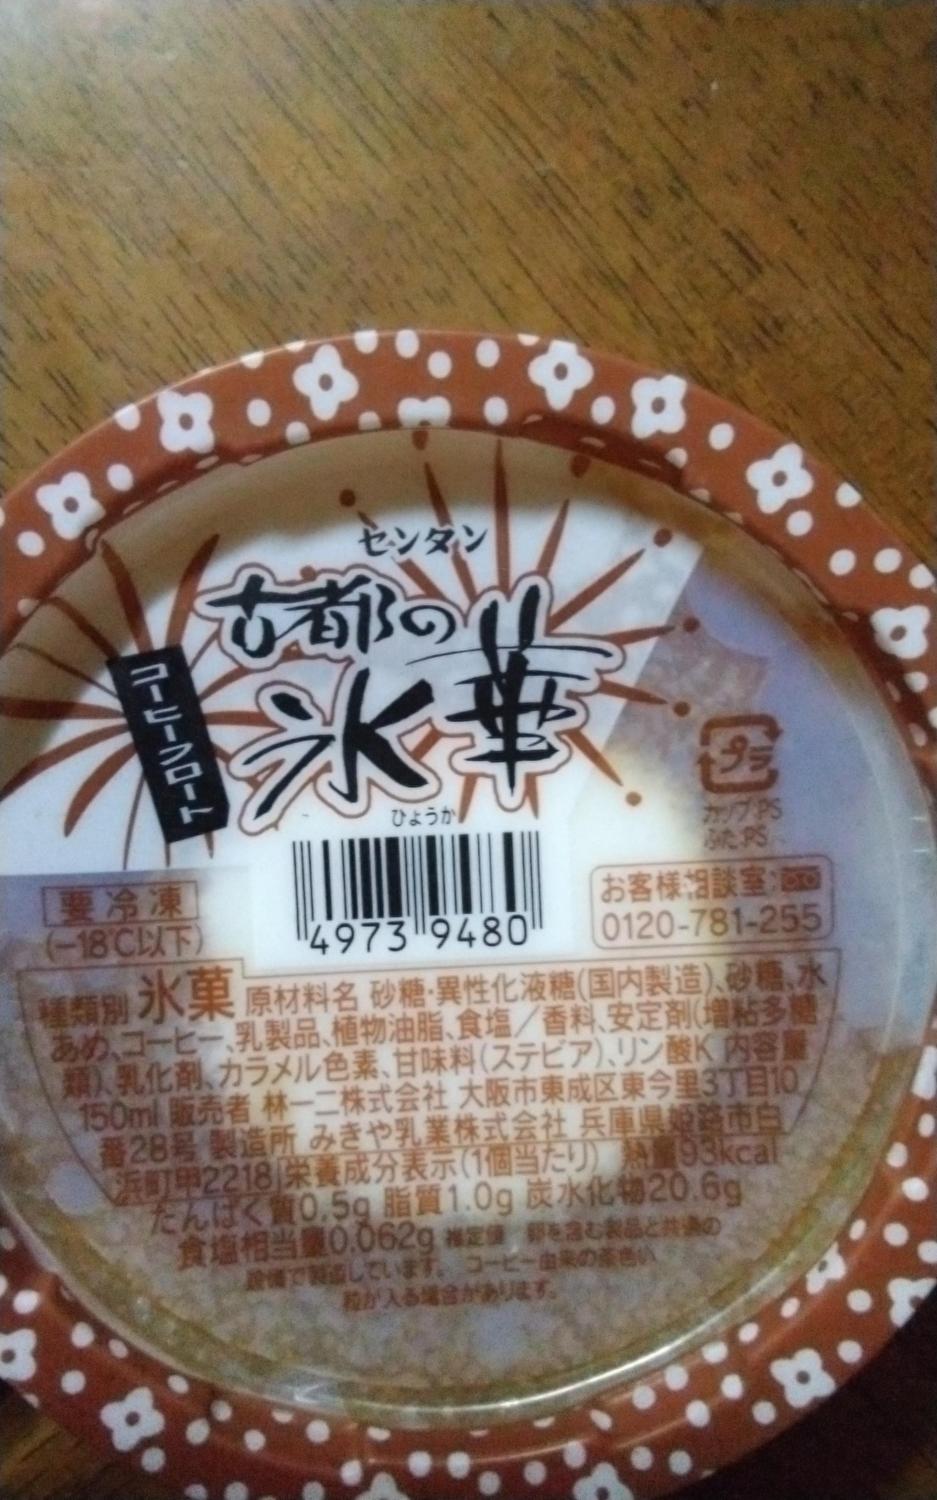 センタン
古都の
氷華
ひょうか
コーヒーフロート
プラ
カップ:PS
ふた:PS
4973 9480
要冷凍
(−18℃以下)
お客様相談室
0120-781-255
種類別 氷菓 原材料名 砂糖・異性化液糖(国内製造)、砂糖、水
あめ、コーヒー、乳製品、植物油脂、食塩／香料、安定剤(増粘多糖
類)、乳化剤、カラメル色素、甘味料(ステビア)、リン酸K 内容量
150ml 販売者 林一二株式会社 大阪市東成区東今里3丁目10
番28号 製造所 みきや乳業株式会社 兵庫県姫路市白
浜町甲2218 栄養成分表示(1個当たり) 熱量93kcal
たんぱく質0.5g 脂質1.0g 炭水化物20.6g
食塩相当量0.062g 推定値 卵を含む製品と共通の
設備で製造しています。 コーヒー由来の茶色い
粒が入る場合があります。